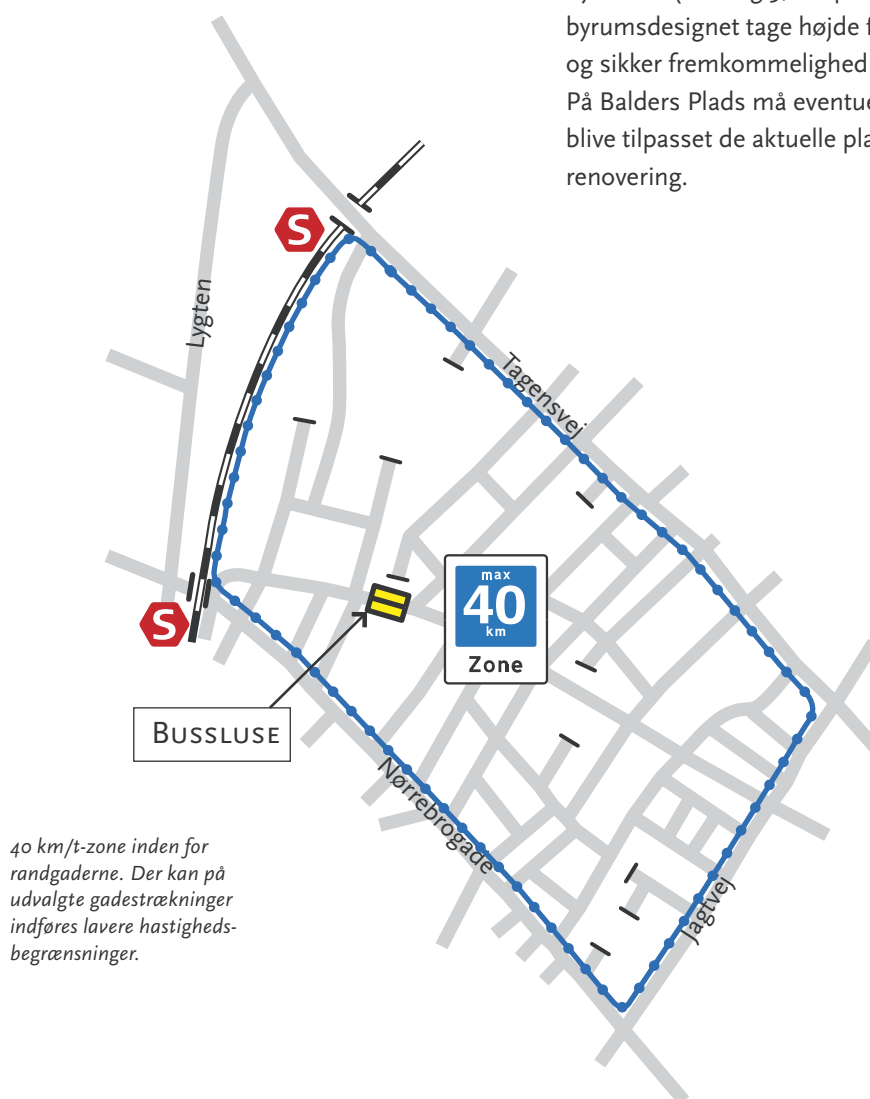 byrumsdesignet tage højde f
og sikker fremkommelighed
På Balders Plads må eventue
blive tilpasset de aktuelle pla
renovering.
S
Lygten
Tagensvej
max
40
km
Zone
S
BUSSLUSE
Nørrebrogade
Jagtvej
40 km/t-zone inden for
randgaderne. Der kan på
udvalgte gadestrækninger
indføres lavere hastigheds-
begrænsninger.